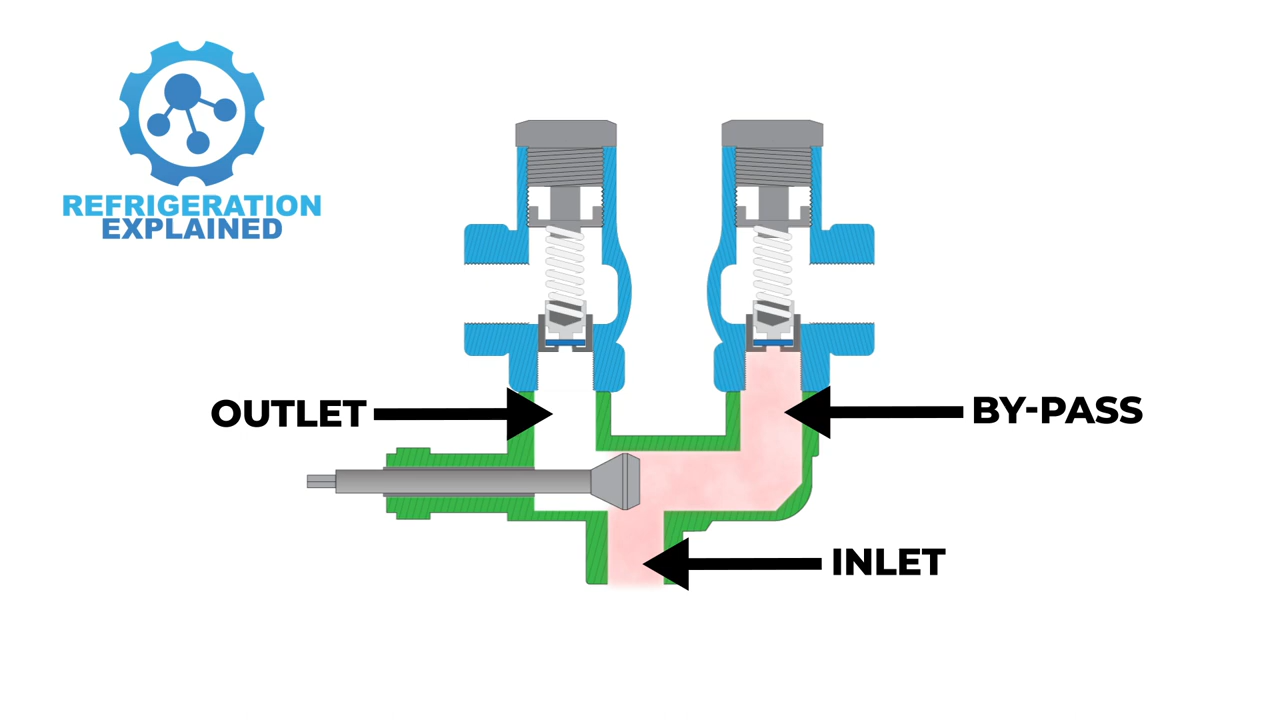 REFRIGERATION
EXPLAINED
OUTLET
BY-PASS
INLET